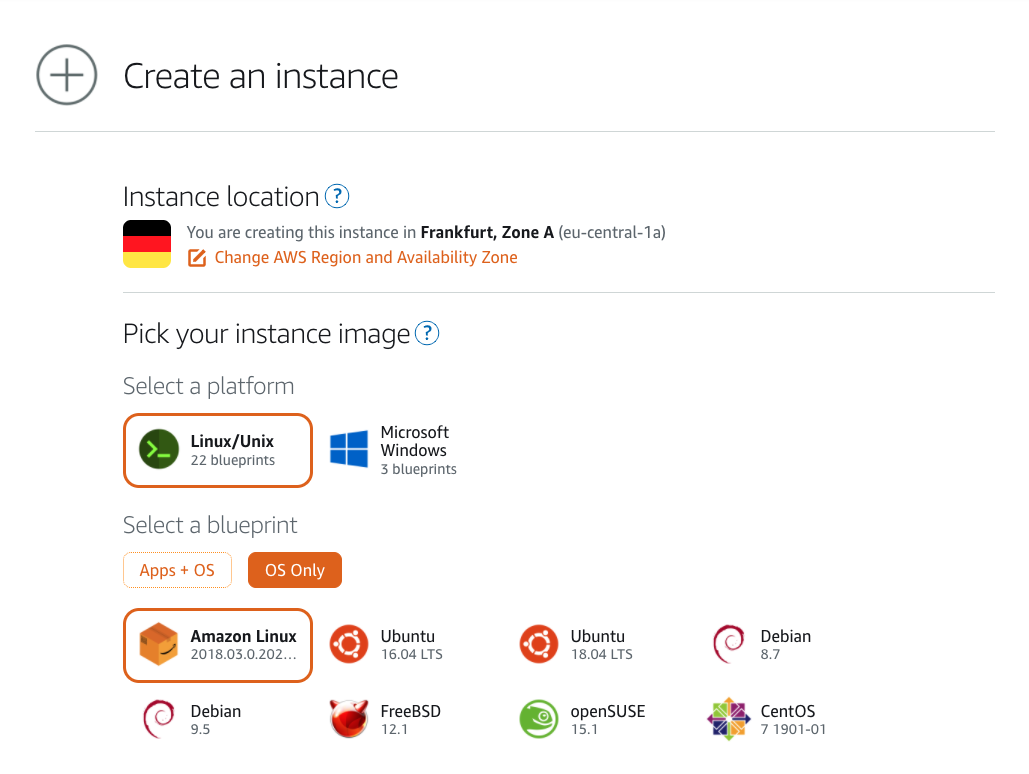 Create an instance
Instance location ?
You are creating this instance in Frankfurt, Zone A (eu-central-1a)
Change AWS Region and Availability Zone
Pick your instance image ?
Select a platform
Linux/Unix
22 blueprints
Microsoft
Windows
3 blueprints
Select a blueprint
Apps + OS
OS Only
Amazon Linux
2018.03.0.202...
Ubuntu
16.04 LTS
Ubuntu
18.04 LTS
Debian
8.7
Debian
9.5
FreeBSD
12.1
openSUSE
15.1
CentOS
7 1901-01